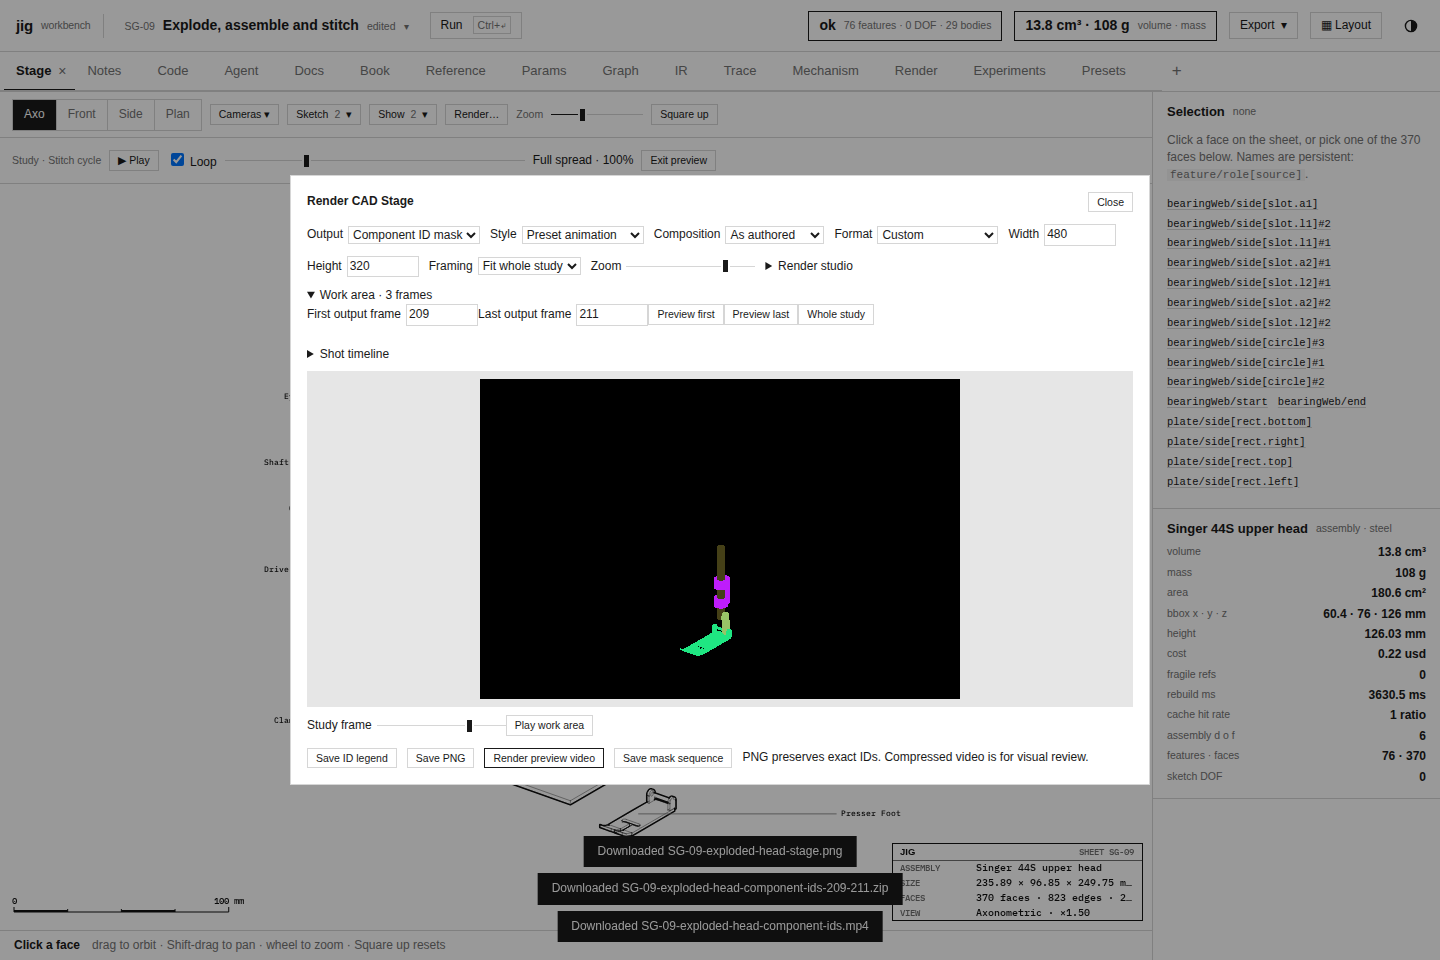 jig workbench SG-09 Explode, assemble and stitch edited ▾ Run Ctrl+⏎ ok 76 features · 0 DOF · 29 bodies 13.8 cm³ · 108 g volume · mass Export ▾ ▦ Layout
Stage × Notes Code Agent Docs Book Reference Params Graph IR Trace Mechanism Render Experiments Presets +
Axo Front Side Plan Cameras ▾ Sketch 2 ▾ Show 2 ▾ Render… Zoom Square up
Study · Stitch cycle ▶ Play Loop Full spread · 100% Exit preview
Render CAD Stage Close
Output Component ID mask Style Preset animation Composition As authored Format Custom Width 480
Height 320 Framing Fit whole study Zoom ▶ Render studio
▼ Work area · 3 frames
First output frame 209 Last output frame 211 Preview first Preview last Whole study
▶ Shot timeline
Study frame Play work area
Save ID legend Save PNG Render preview video Save mask sequence PNG preserves exact IDs. Compressed video is for visual review.
Shaft
Drive
Presser Foot
Downloaded SG-09-exploded-head-stage.png
Downloaded SG-09-exploded-head-component-ids-209-211.zip
Downloaded SG-09-exploded-head-component-ids.mp4
JIG SHEET SG-09
ASSEMBLY Singer 44S upper head
SIZE 235.89 × 96.85 × 249.75 m…
FACES 370 faces · 823 edges · 2…
VIEW Axonometric · ×1.50
0 100 mm
Click a face drag to orbit · Shift-drag to pan · wheel to zoom · Square up resets
Selection none
Click a face on the sheet, or pick one of the 370
faces below. Names are persistent:
feature/role[source].
bearingWeb/side[slot.a1]
bearingWeb/side[slot.l1]#2
bearingWeb/side[slot.l1]#1
bearingWeb/side[slot.a2]#1
bearingWeb/side[slot.l2]#1
bearingWeb/side[slot.a2]#2
bearingWeb/side[slot.l2]#2
bearingWeb/side[circle]#3
bearingWeb/side[circle]#1
bearingWeb/side[circle]#2
bearingWeb/start bearingWeb/end
plate/side[rect.bottom]
plate/side[rect.right]
plate/side[rect.top]
plate/side[rect.left]
Singer 44S upper head assembly · steel
volume 13.8 cm³
mass 108 g
area 180.6 cm²
bbox x · y · z 60.4 · 76 · 126 mm
height 126.03 mm
cost 0.22 usd
fragile refs 0
rebuild ms 3630.5 ms
cache hit rate 1 ratio
assembly d o f 6
features · faces 76 · 370
sketch DOF 0